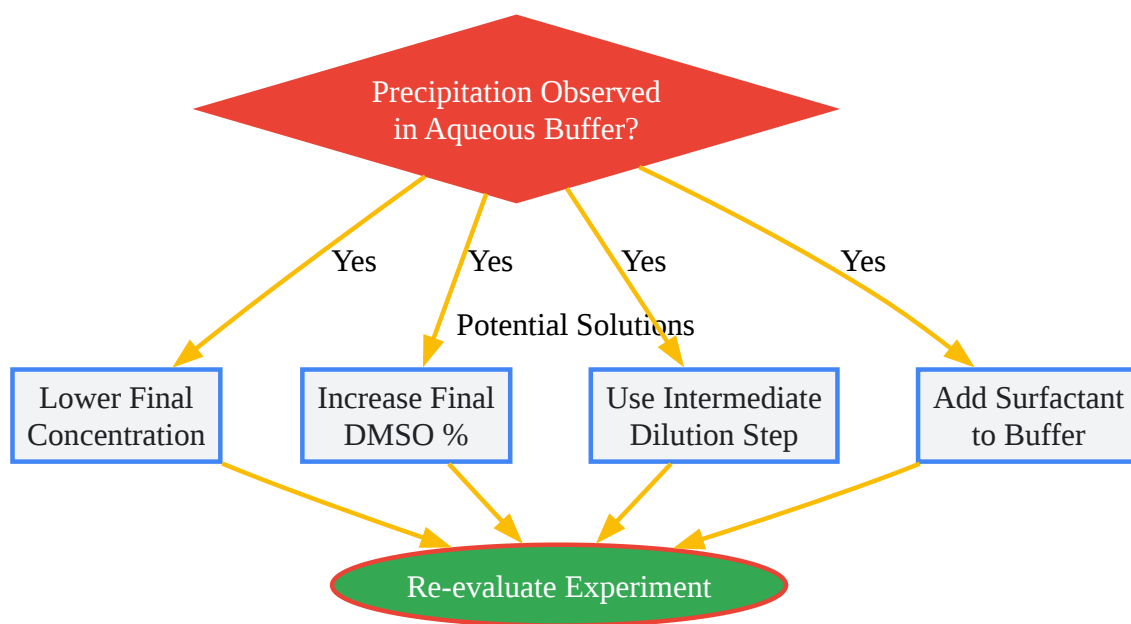 Precipitation Observed
in Aqueous Buffer?
Yes
Yes
Yes
Yes
Potential Solutions
Lower Final
Concentration
Increase Final
DMSO %
Use Intermediate
Dilution Step
Add Surfactant
to Buffer
Re-evaluate Experiment